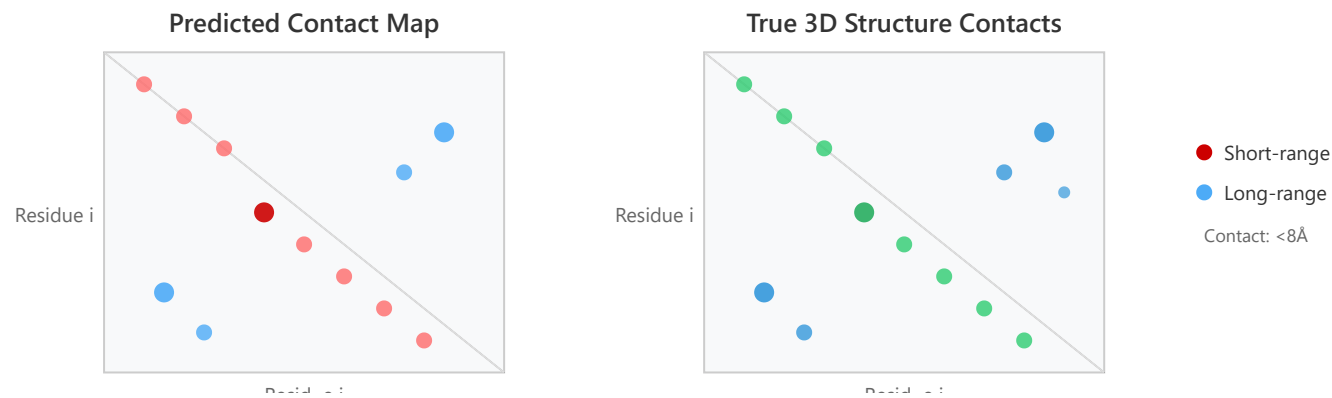 Predicted Contact Map
True 3D Structure Contacts
Short-range
Residue i
Residue i
Long-range
Contact: <8Å